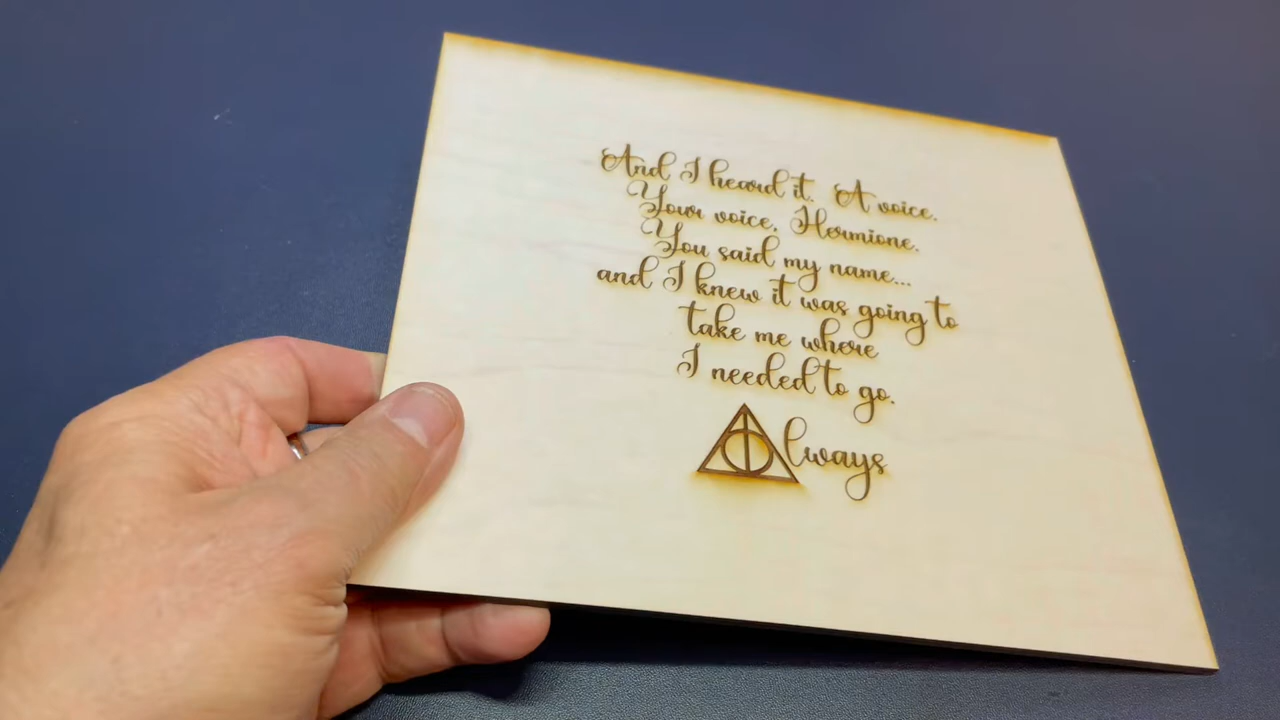 And I heard it. A voice.
Your voice, Hermione.
You said my name...
and I knew it was going to
take me where
I needed to go.
lways